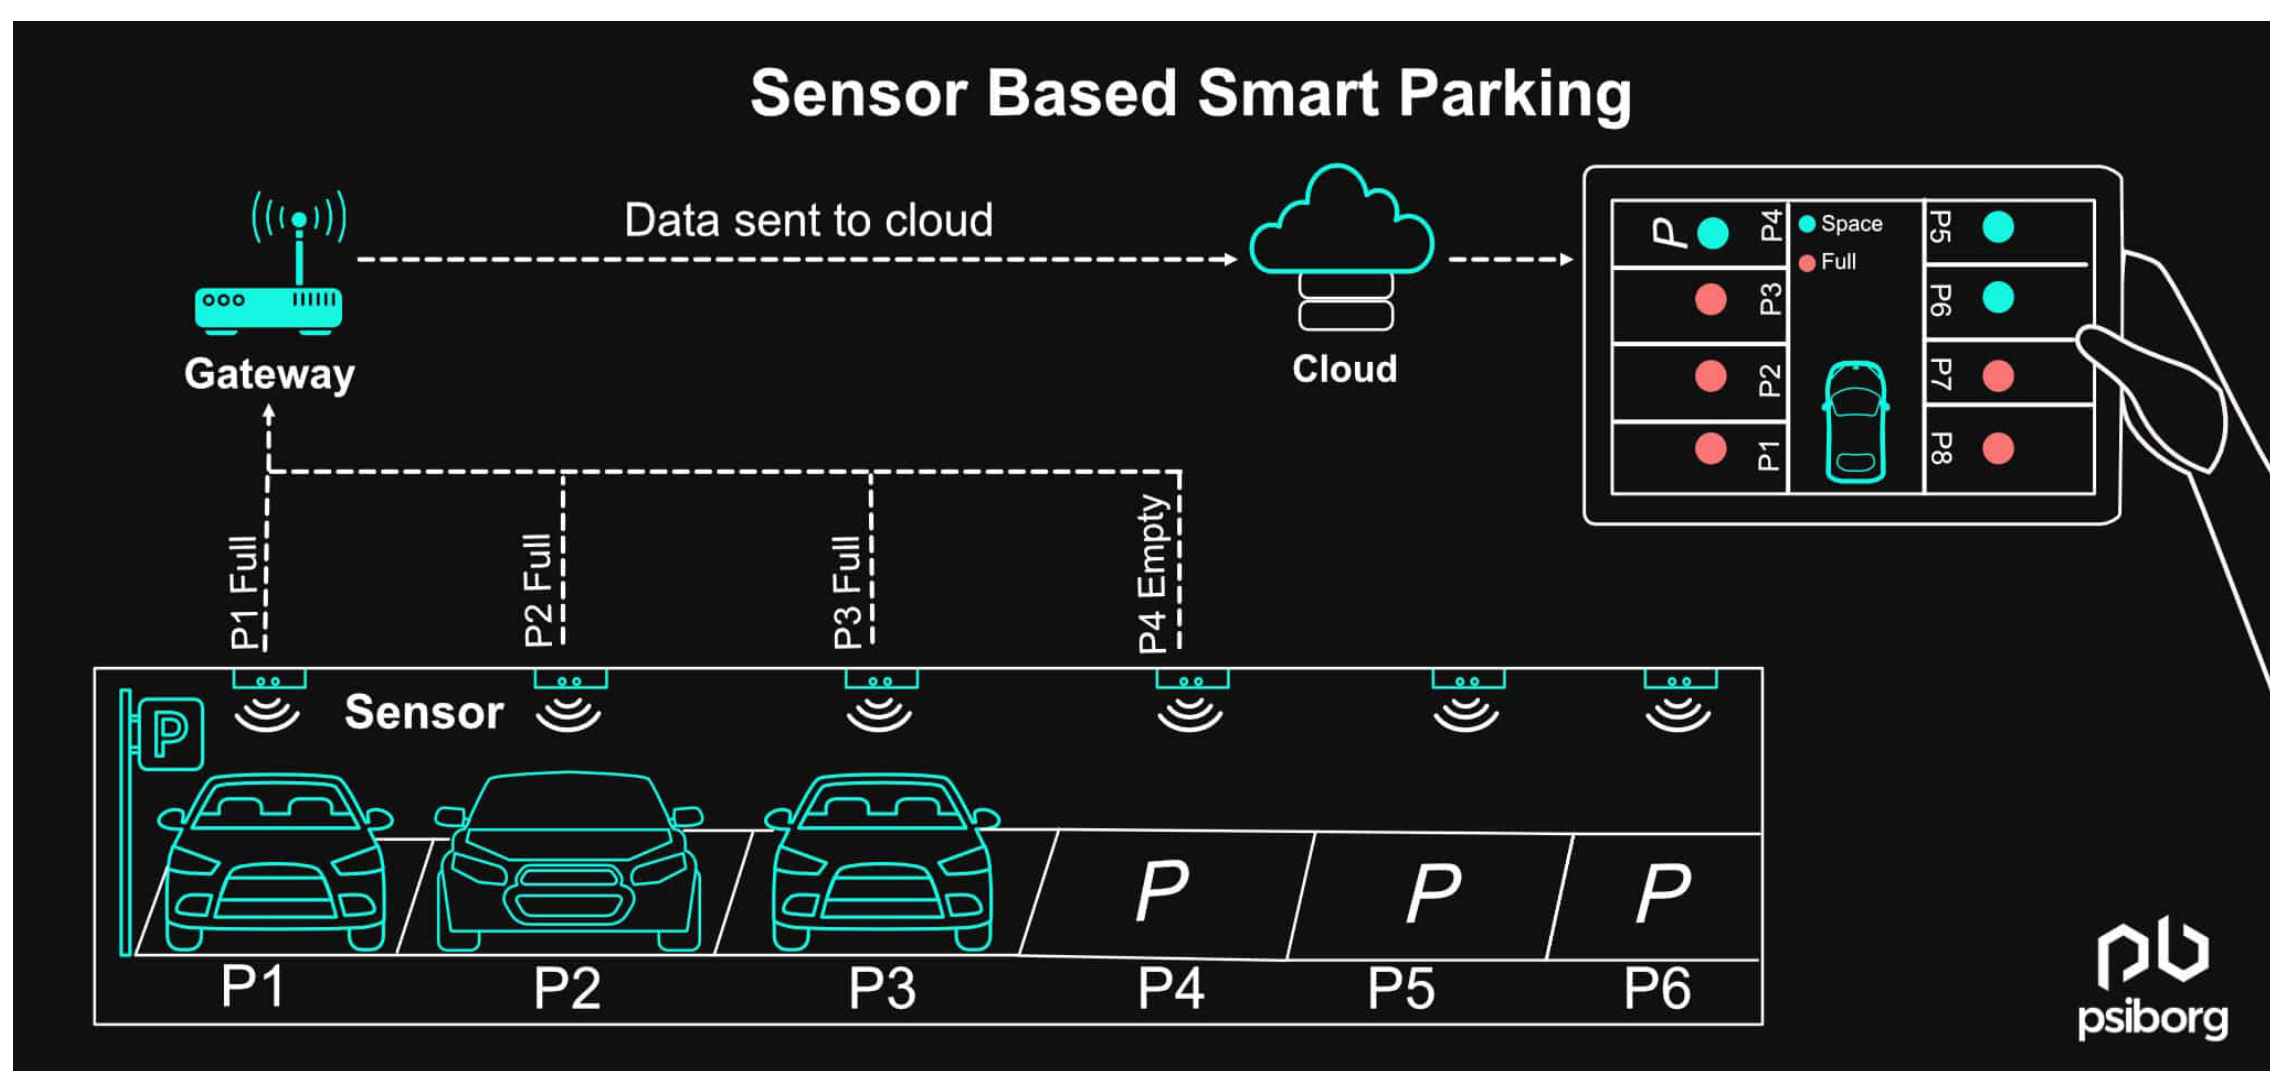 Sensor Based Smart Parking
Data sent to cloud
Gateway
Cloud
P
P4
P3
P2
P1
Space
Full
P5
P6
P7
P8
P1 Full
P2 Full
P3 Full
P4 Empty
Sensor
P
P
P
P
P1
P2
P3
P4
P5
P6
pb
psiborg